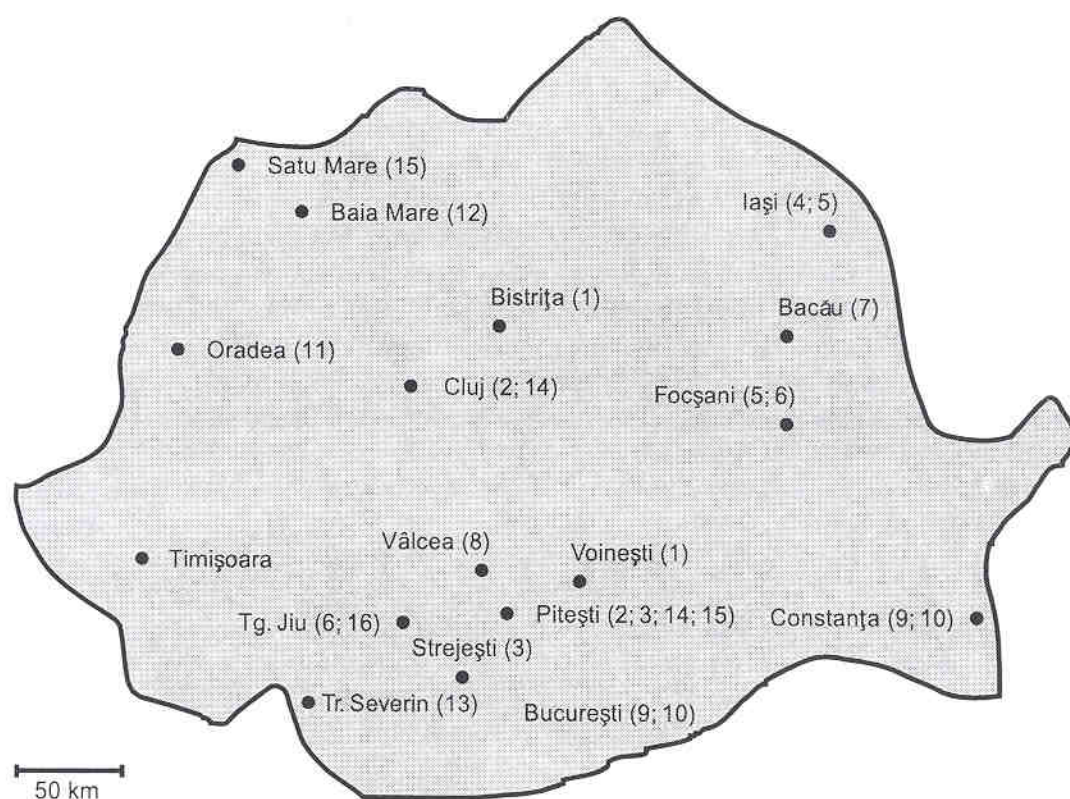 Satu Mare (15)
Baia Mare (12)
Iaşi (4; 5)
Bistriţa (1)
Bacău (7)
Oradea (11)
Cluj (2; 14)
Focşani (5; 6)
Vâlcea (8)
Voineşti (1)
Timişoara
Tg. Jiu (6; 16)
Piteşti (2; 3; 14; 15)
Constanţa (9; 10)
Strejeşti (3)
Tr. Severin (13)
Bucureşti (9; 10)
50 km